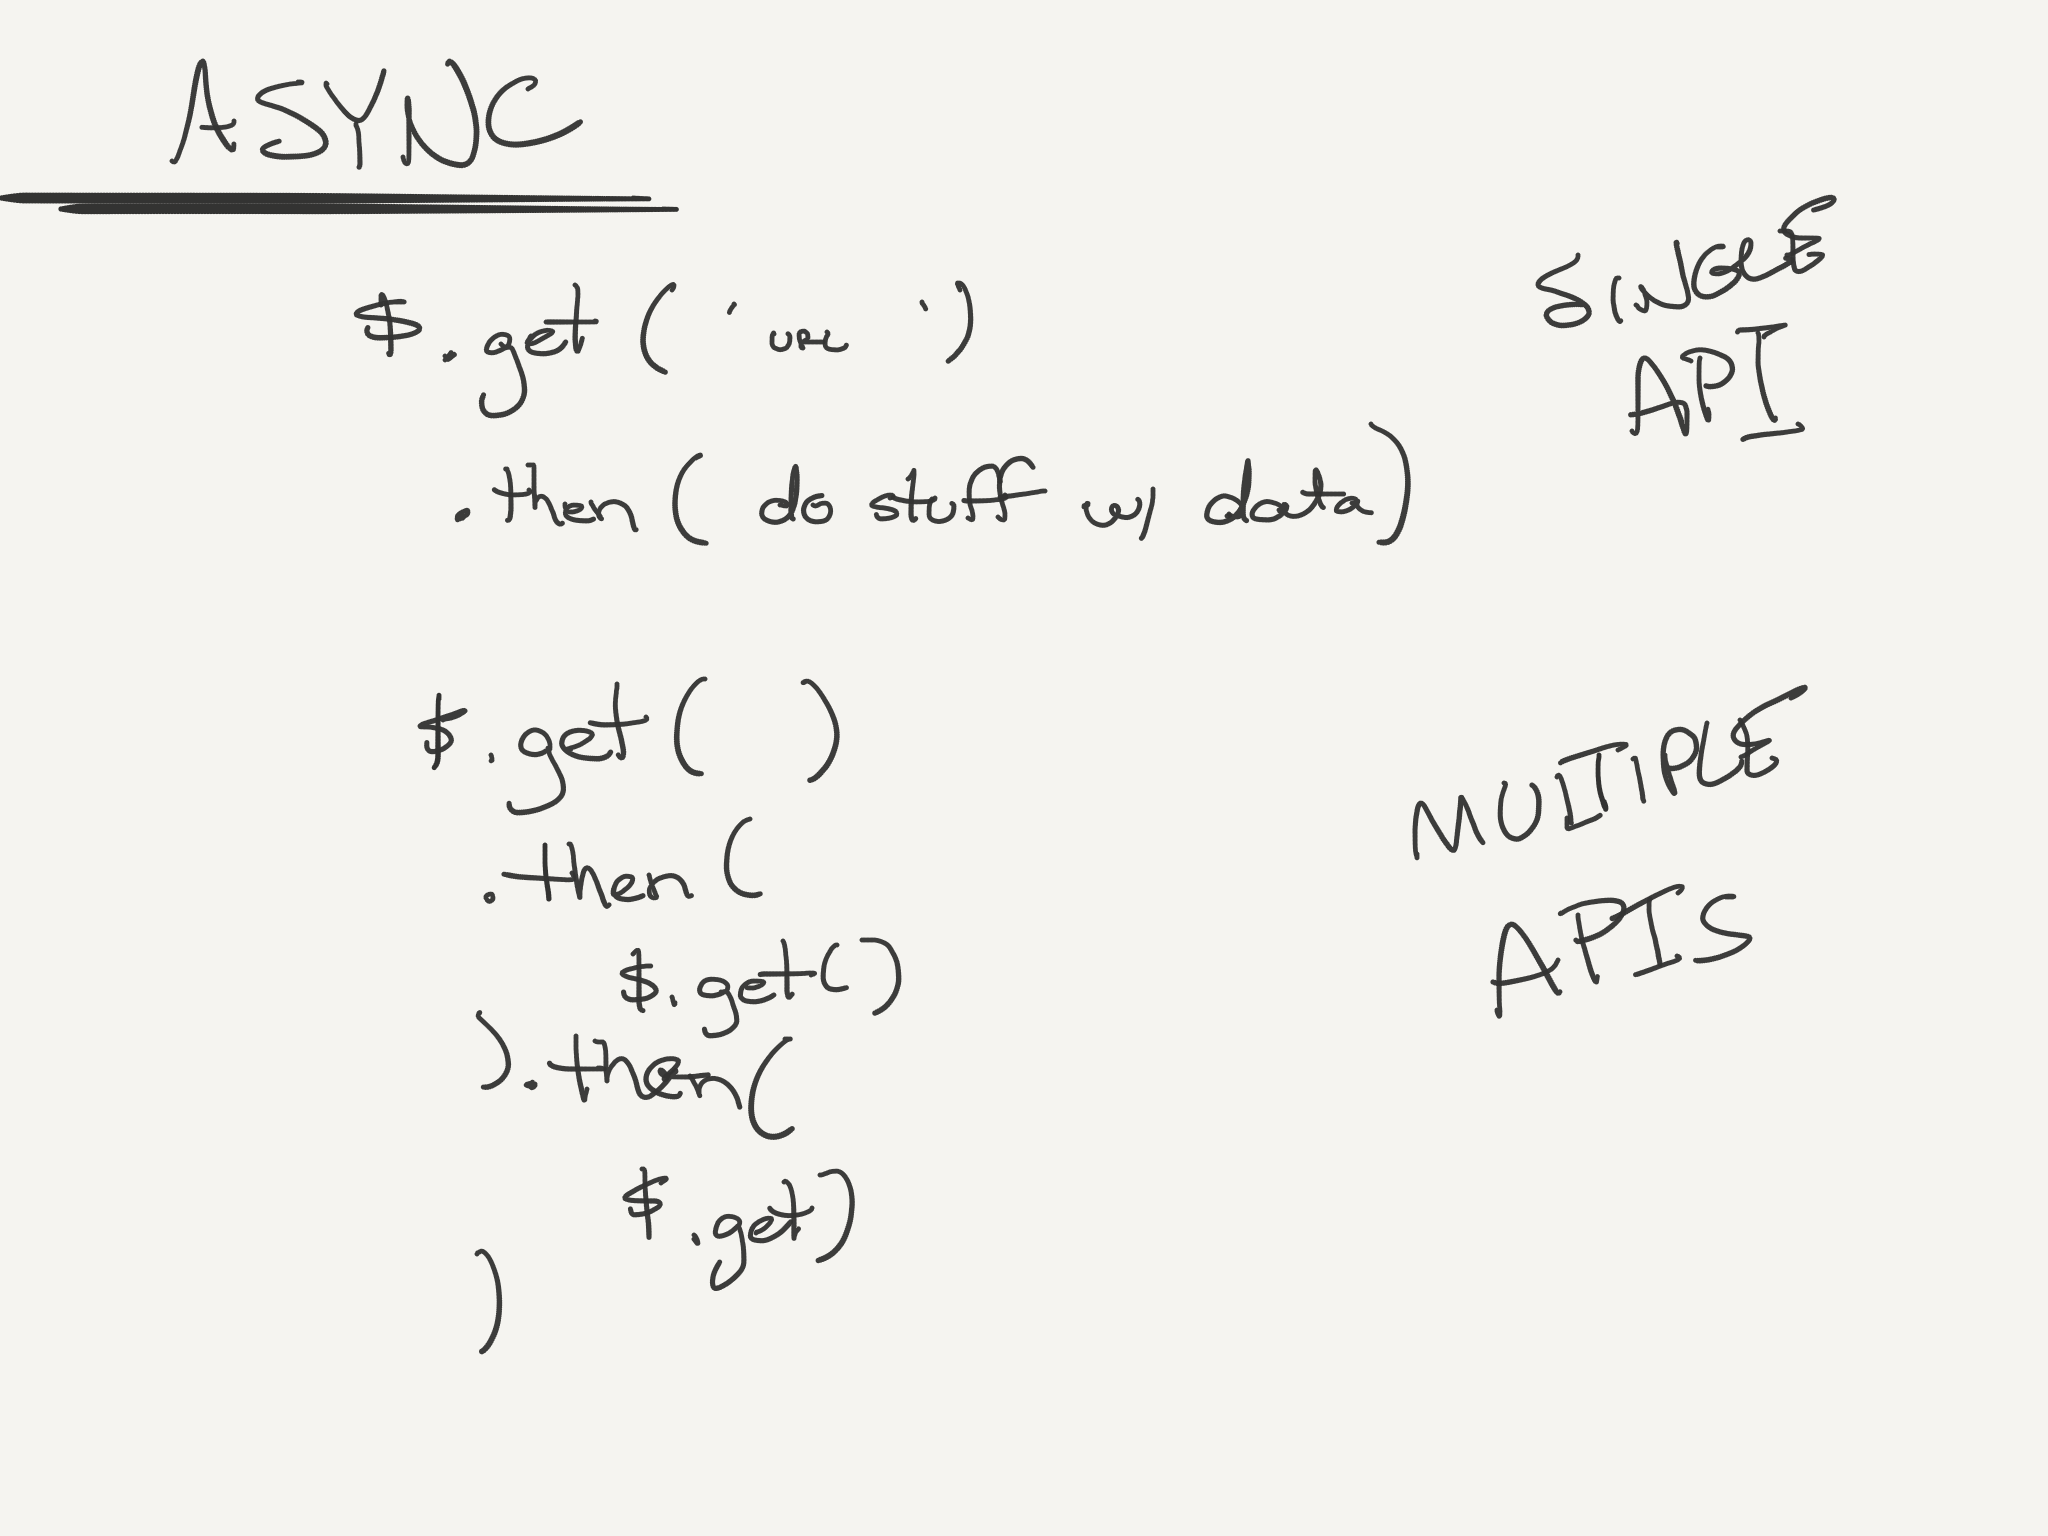 ASYNC
$.get( 'URL ')
.then( do stuff w/ data)
SINGLE
API
$.get( )
.then(
$.get()
).then(
$.get)
)
MULTIPLE
APIS